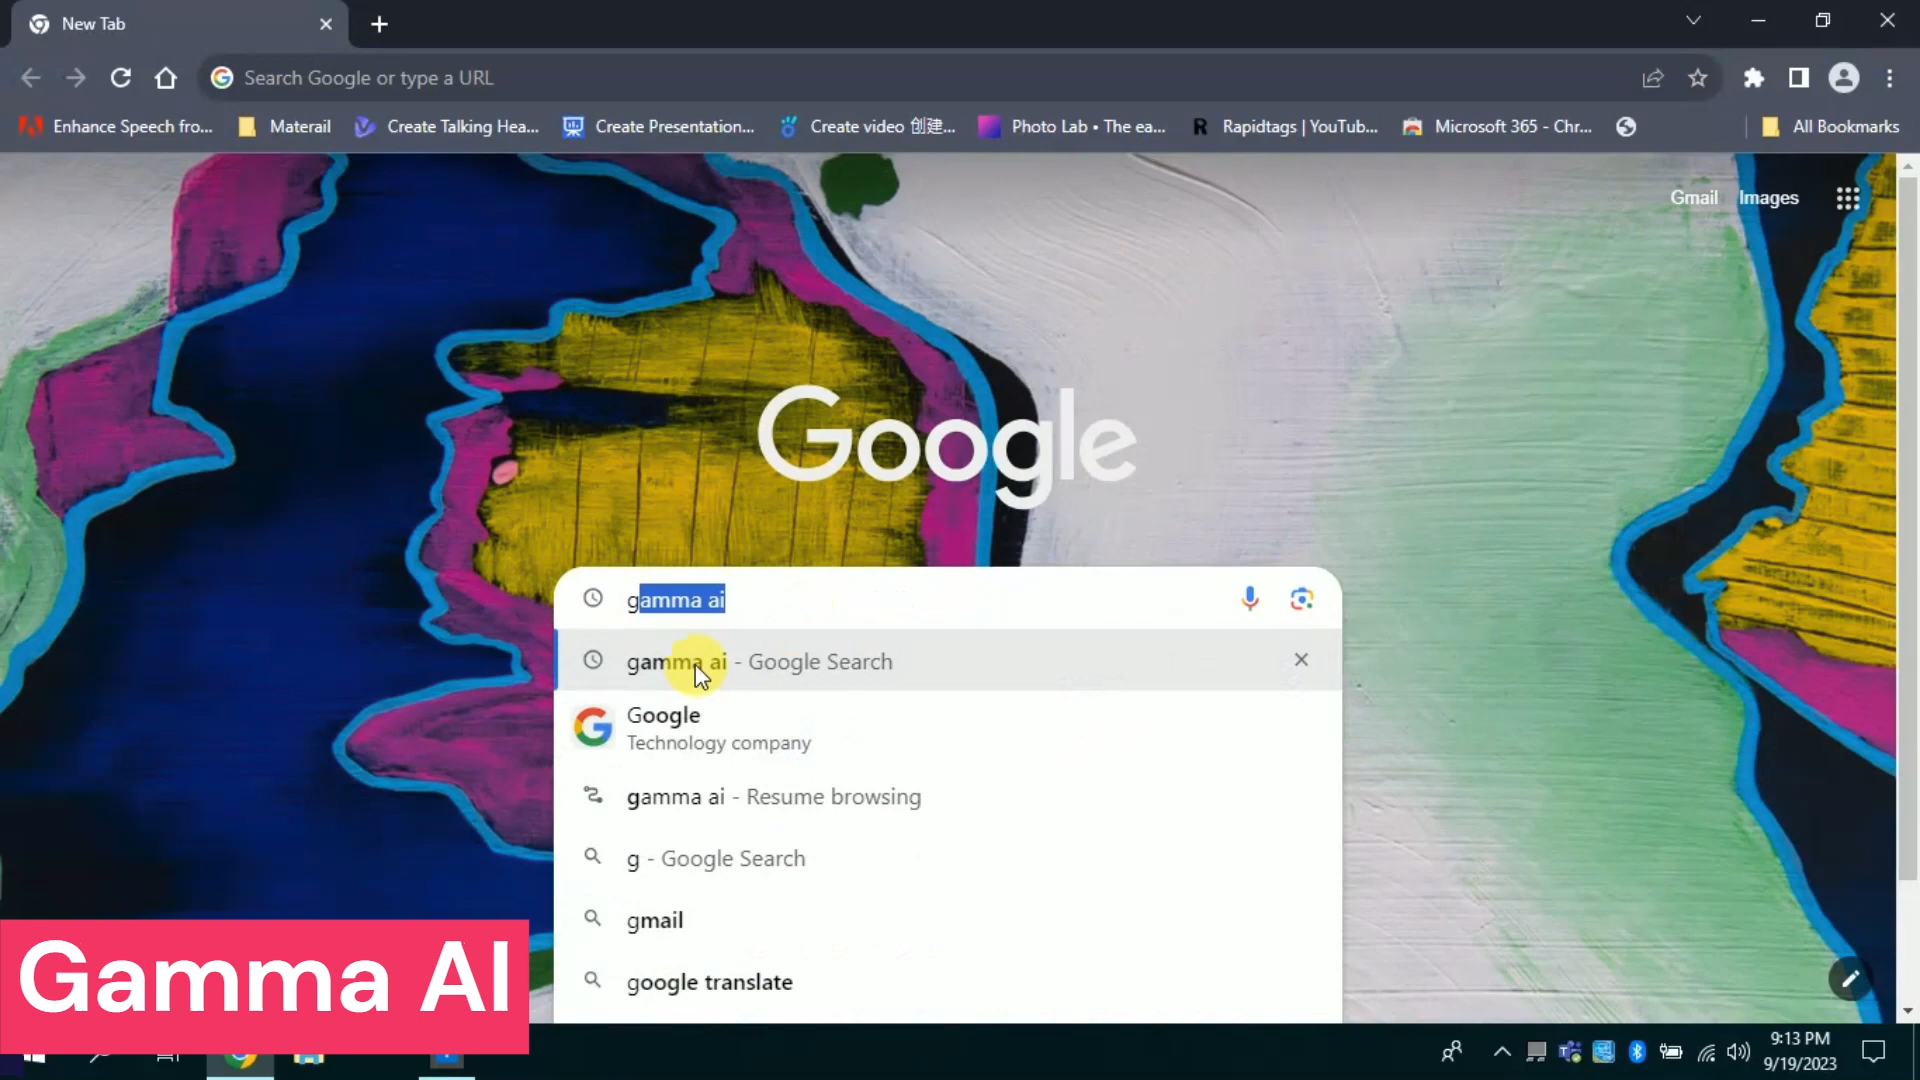 New Tab
Search Google or type a URL
Enhance Speech fro...
Materail
Create Talking Hea...
Create Presentation...
Create video 创建...
Photo Lab • The ea...
Rapidtags | YouTub...
Microsoft 365 - Chr...
All Bookmarks
Gmail
Images
Google
gamma ai
gamma ai - Google Search
Google
Technology company
gamma ai - Resume browsing
g - Google Search
gmail
google translate
Gamma AI
9:13 PM
9/19/2023